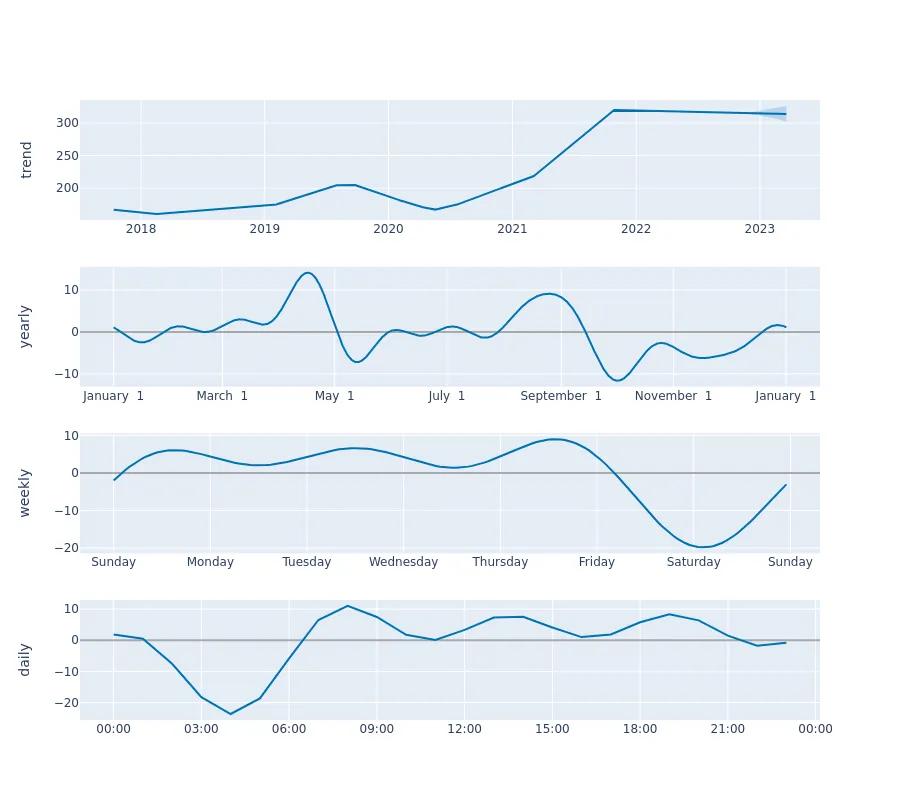 trend
300
250
200
2018 2019 2020 2021 2022 2023
yearly
10
0
−10
January 1 March 1 May 1 July 1 September 1 November 1 January 1
weekly
10
0
−10
−20
Sunday Monday Tuesday Wednesday Thursday Friday Saturday Sunday
daily
10
0
−10
−20
00:00 03:00 06:00 09:00 12:00 15:00 18:00 21:00 00:00